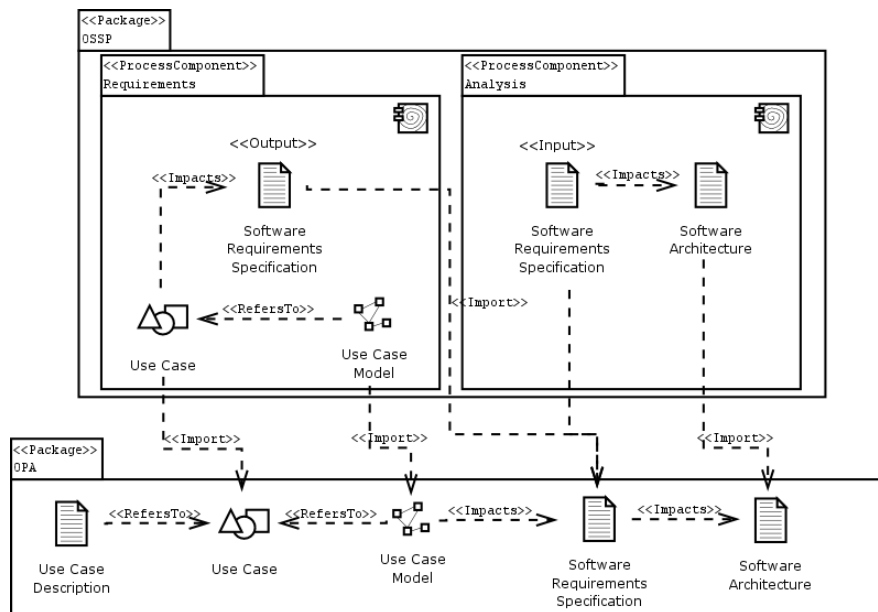 <<Package>>
OSSP
<<ProcessComponent>>
Requirements
<<ProcessComponent>>
Analysis
<<Output>>
<<Impacts>>
Software
Requirements
Specification
<<RefersTo>>
Use Case
Use Case
Model
<<Input>>
<<Impacts>>
Software
Requirements
Specification
Software
Architecture
<<Import>>
<<Import>>
<<Import>>
<<Import>>
<<Package>>
OPA
<<RefersTo>>
<<RefersTo>>
<<Impacts>>
<<Impacts>>
Use Case
Description
Use Case
Use Case
Model
Software
Requirements
Specification
Software
Architecture